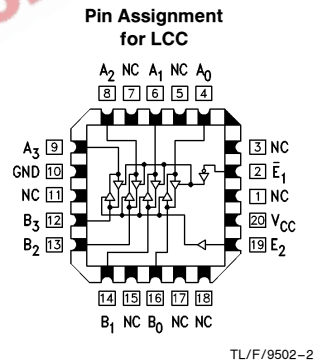 Pin Assignment
for LCC
A2 NC A1 NC A0
8 7 6 5 4
A3 9
GND 10
NC 11
B3 12
B2 13
3 NC
2 E̅1
1 NC
20 VCC
19 E2
14 15 16 17 18
B1 NC B0 NC NC
TL/F/9502–2